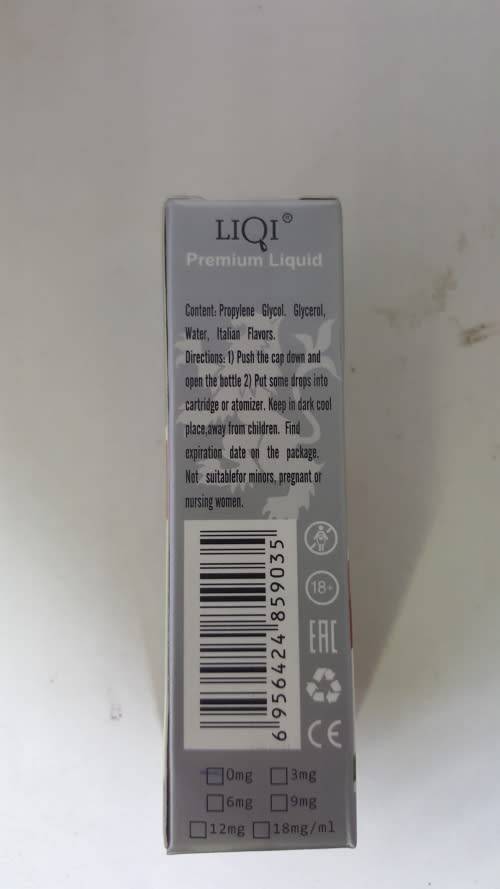 LIQI®
Premium Liquid
Content: Propylene Glycol. Glycerol,
Water, Italian Flavors.
Directions: 1) Push the cap down and
open the bottle 2) Put some drops into
cartridge or atomizer. Keep in dark cool
place,away from children. Find
expiration date on the package.
Not suitablefor minors, pregnant or
nursing women.
6 956424 859035
18+
EAC
CE
0mg 3mg
6mg 9mg
12mg 18mg/ml